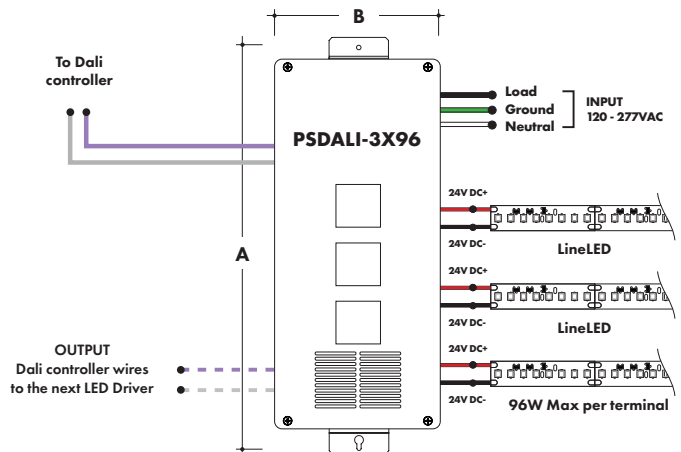 B
To Dali
controller
Load
Ground
Neutral
INPUT
120 - 277VAC
PSDALI-3X96
A
24V DC+
24V DC-
LineLED
24V DC+
24V DC-
LineLED
24V DC+
24V DC-
96W Max per terminal
OUTPUT
Dali controller wires
to the next LED Driver